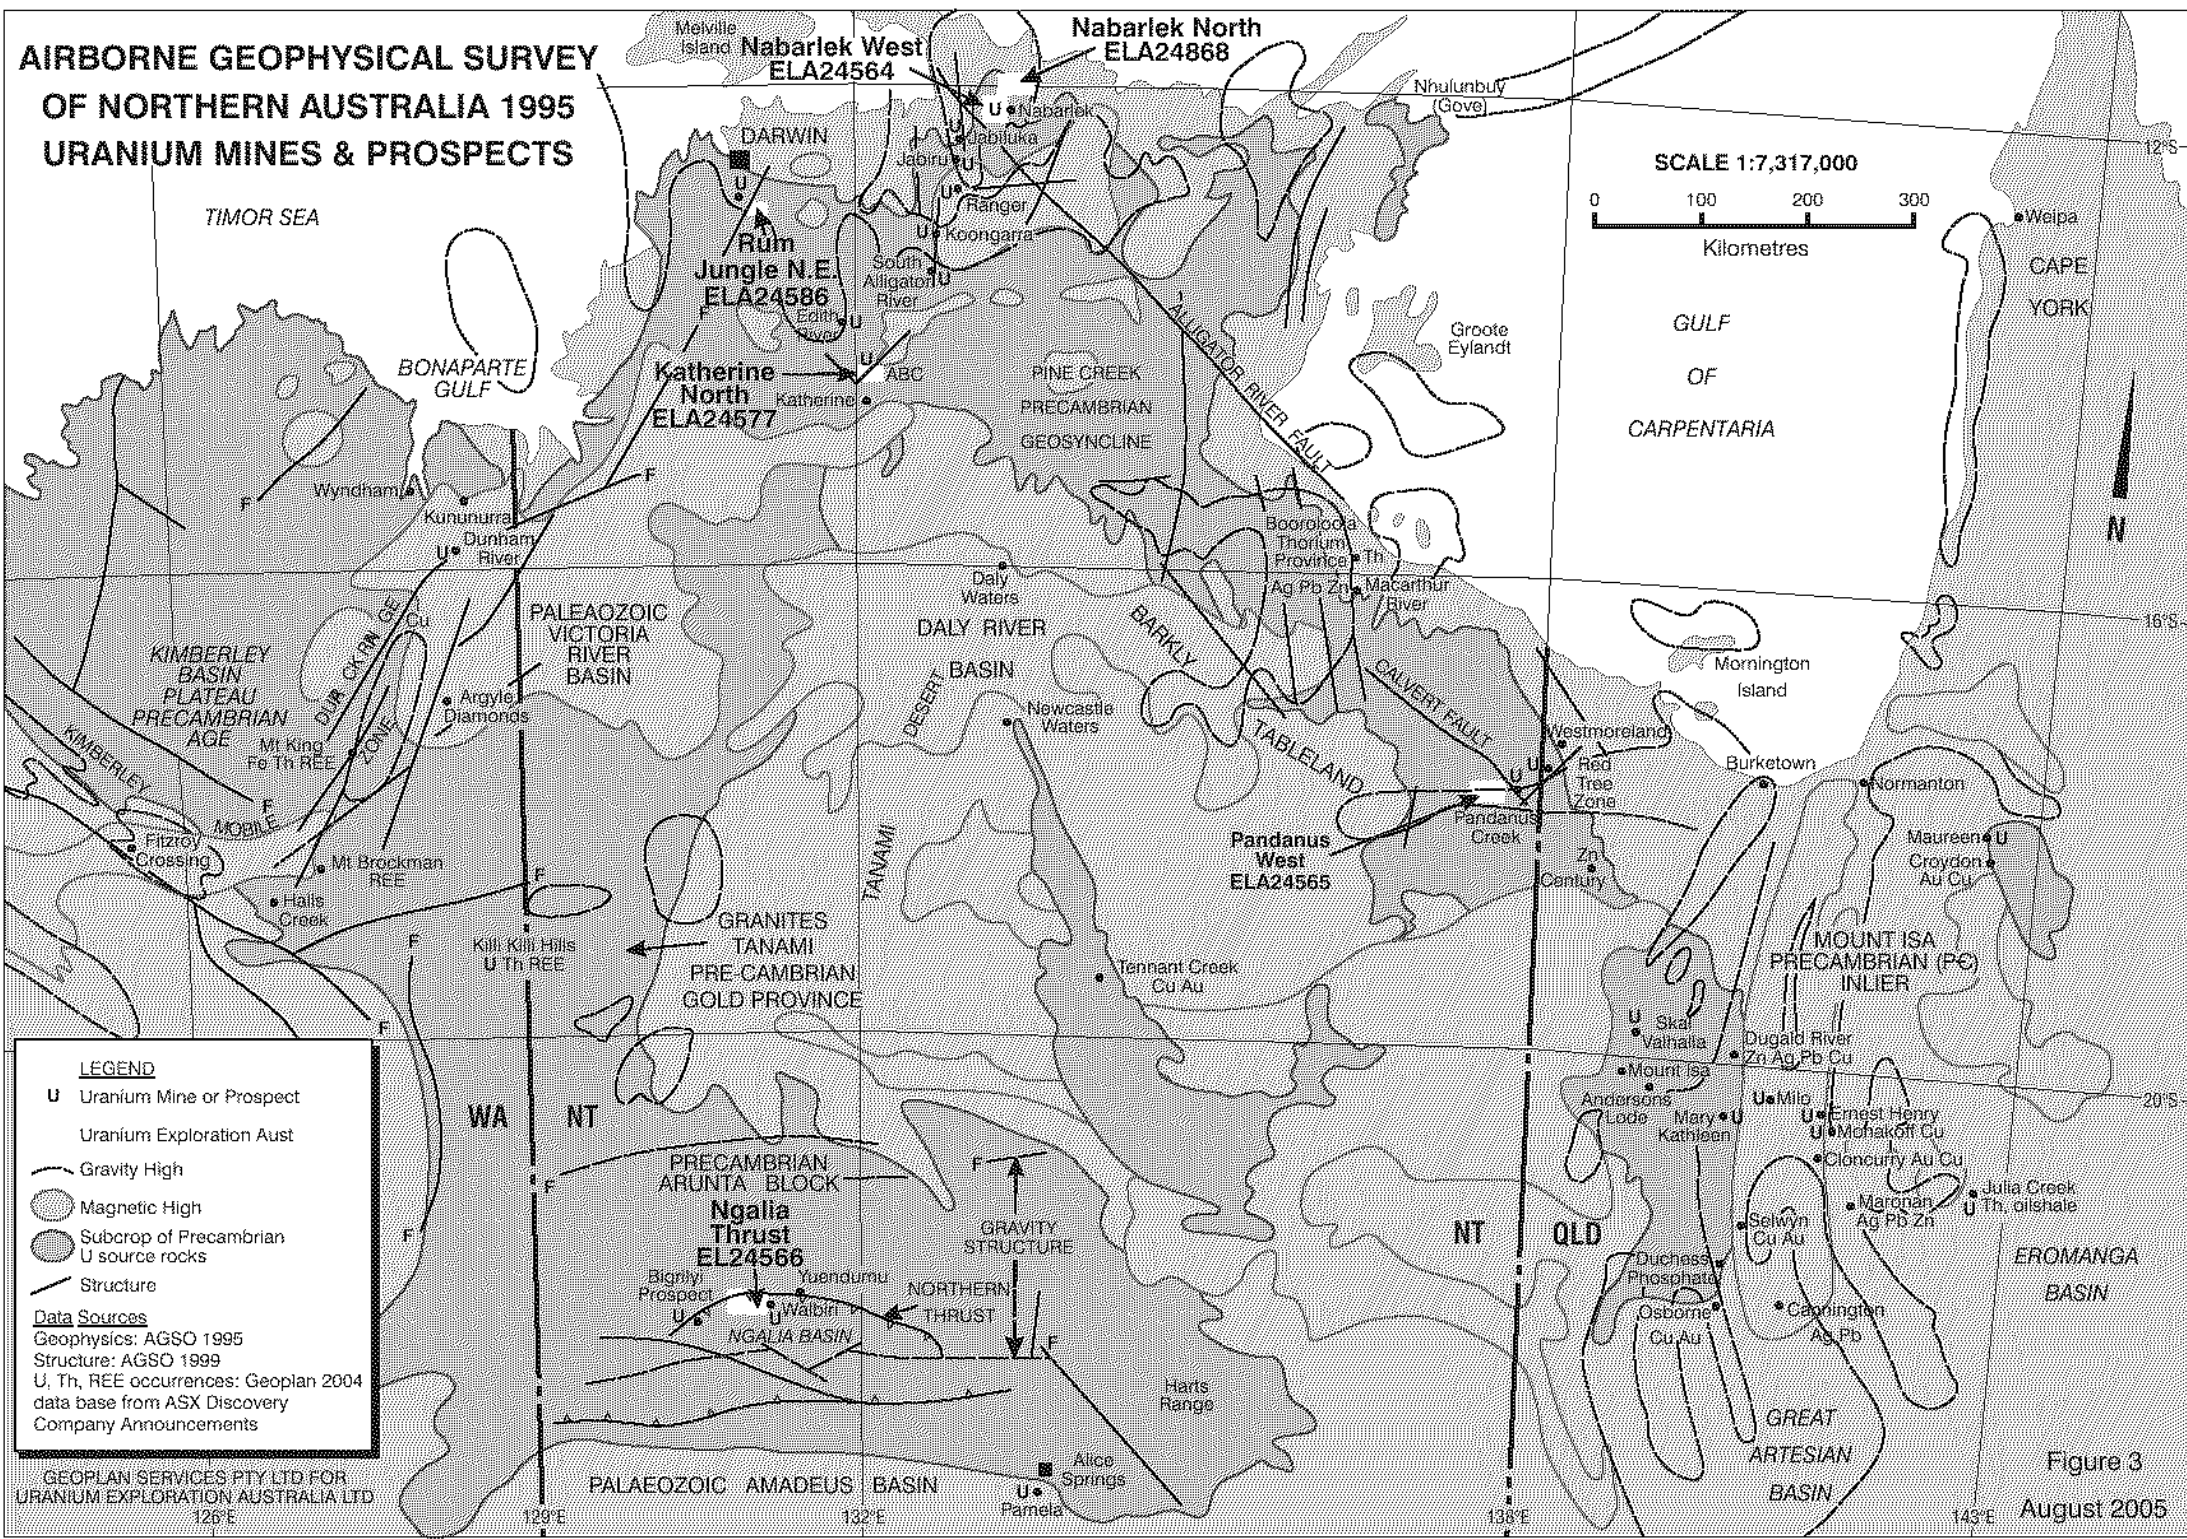 AIRBORNE GEOPHYSICAL SURVEY
OF NORTHERN AUSTRALIA 1995
URANIUM MINES & PROSPECTS
Melville
Island
Nabarlek West
ELA24564
Nabarlek North
ELA24868
Nhulunbuy
(Gove)
SCALE 1:7,317,000
0 100 200 300
Kilometres
12°S
TIMOR SEA
DARWIN
U
U Nabarlek
U
Jabiluka
Jabiru U
U
Ranger
U Koongarra
South
Alligator
River
U
Rum
Jungle N.E.
ELA24586
F
Edith
River
U
Weipa
CAPE
YORK
GULF
OF
CARPENTARIA
Groote
Eylandt
ALLIGATOR RIVER FAULT
BONAPARTE
GULF
Katherine
North
ELA24577
U
ABC
Katherine
PINE CREEK
PRECAMBRIAN
GEOSYNCLINE
N
F
F
Wyndham
Kununurra
U Dunham
River
Booroloola
Thorium
Province
Th
Ag Pb Zn
Macarthur
River
Daly
Waters
DALY RIVER
BASIN
DESERT
TANAMI
BARKLY
TABLELAND
CALVERT FAULT
16°S
Mornington
Island
PALEAOZOIC
VICTORIA
RIVER
BASIN
Cu
DUR CK RN GE
KIMBERLEY
BASIN
PLATEAU
PRECAMBRIAN
AGE
Argyle
Diamonds
Mt King
Fe Th REE
ZONE
KIMBERLEY
MOBILE
F
Newcastle
Waters
Westmoreland
U
Red
Tree
Zone
U
Burketown
Normanton
Pandanus
Creek
Pandanus
West
ELA24565
Maureen U
Croydon
Au Cu
Zn
Century
Fitzroy
Crossing
Mt Brockman
REE
Halls
Creek
F
F
Killi Killi Hills
U Th REE
GRANITES
TANAMI
PRE-CAMBRIAN
GOLD PROVINCE
Tennant Creek
Cu Au
MOUNT ISA
PRECAMBRIAN (P€)
INLIER
F
U
Skal
Valhalla
Dugald River
Zn Ag Pb Cu
Mount Isa
Andersons
Lode
Mary
Kathleen
U
U Milo
U Ernest Henry
U Mohakoff Cu
Cloncurry Au Cu
20°S
Julia Creek
U Th, oilshale
Maronan
Ag Pb Zn
Selwyn
Cu Au
WA NT
NT QLD
PRECAMBRIAN
ARUNTA BLOCK
F
F
F
GRAVITY
STRUCTURE
Ngalia
Thrust
EL24566
Bigrlyi
Prospect
U
Yuendumu
Walbiri
U
NORTHERN
THRUST
NGALIA BASIN
F
Duchess
Phosphate
Osborne
Cu Au
Cannington
Ag Pb
EROMANGA
BASIN
Harts
Range
GREAT
ARTESIAN
BASIN
Alice
Springs
U
Pamela
PALAEOZOIC AMADEUS BASIN
LEGEND
U Uranium Mine or Prospect
Uranium Exploration Aust
Gravity High
Magnetic High
Subcrop of Precambrian
U source rocks
Structure
Data Sources
Geophysics: AGSO 1995
Structure: AGSO 1999
U, Th, REE occurrences: Geoplan 2004
data base from ASX Discovery
Company Announcements
GEOPLAN SERVICES PTY LTD FOR
URANIUM EXPLORATION AUSTRALIA LTD
126°E
129°E
132°E
138°E
143°E
Figure 3
August 2005